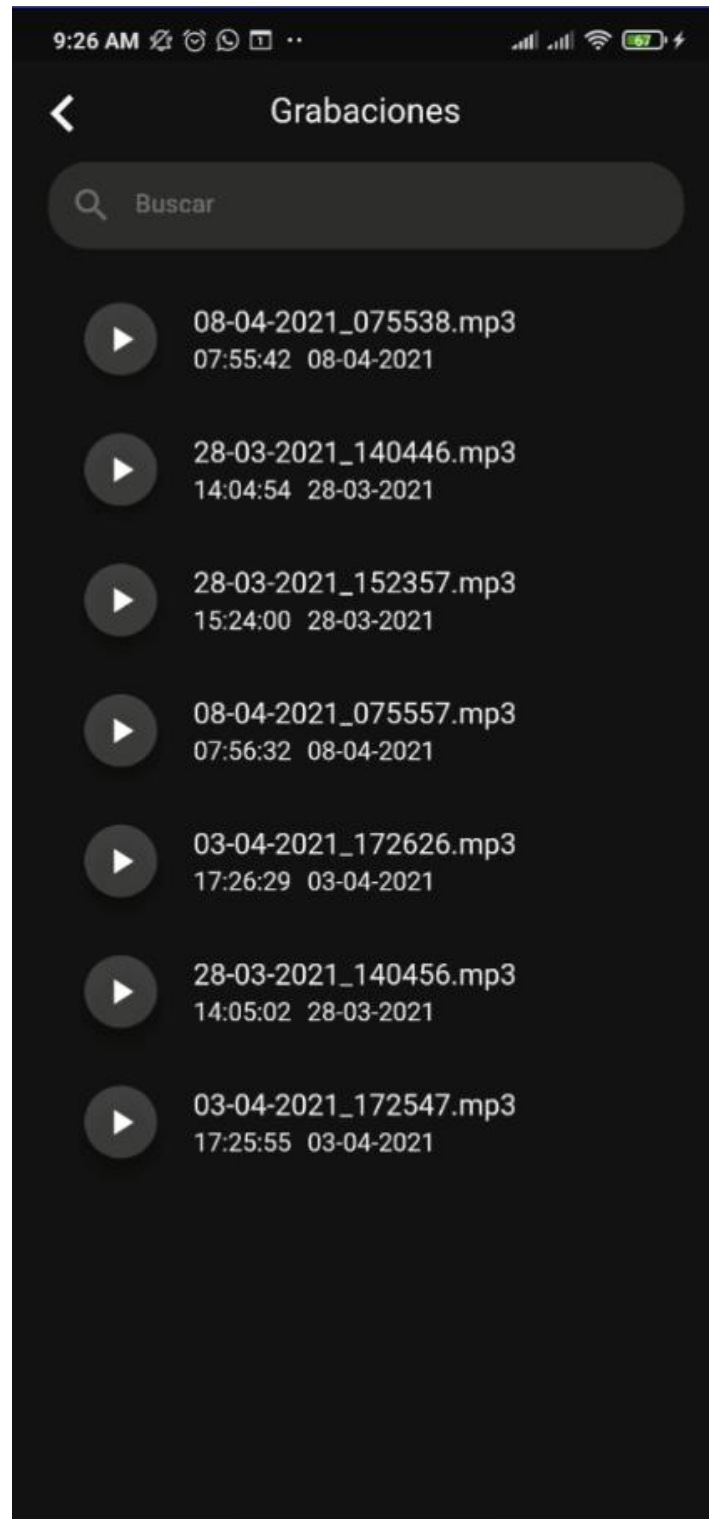 9:26 AM 1 67
Grabaciones
Buscar
08-04-2021_075538.mp3
07:55:42 08-04-2021
28-03-2021_140446.mp3
14:04:54 28-03-2021
28-03-2021_152357.mp3
15:24:00 28-03-2021
08-04-2021_075557.mp3
07:56:32 08-04-2021
03-04-2021_172626.mp3
17:26:29 03-04-2021
28-03-2021_140456.mp3
14:05:02 28-03-2021
03-04-2021_172547.mp3
17:25:55 03-04-2021